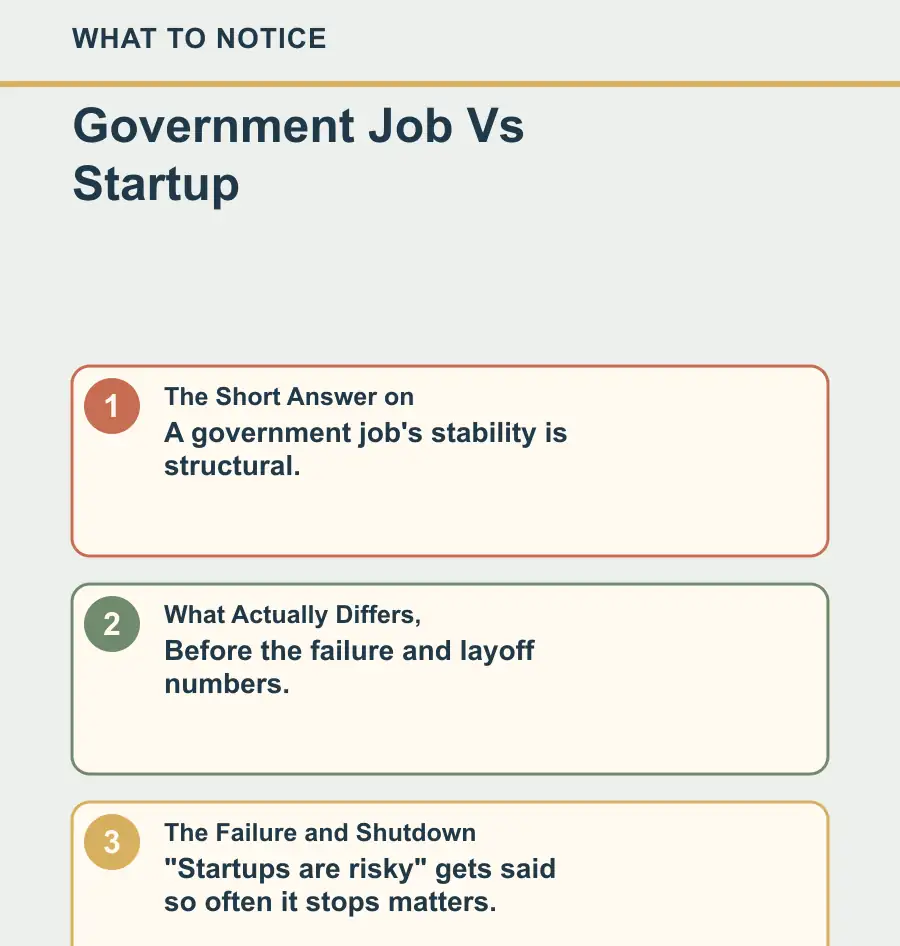 WHAT TO NOTICE
Government Job Vs
Startup
1
The Short Answer on
A government job's stability is
structural.
2
What Actually Differs,
Before the failure and layoff
numbers.
3
The Failure and Shutdown
"Startups are risky" gets said
so often it stops matters.